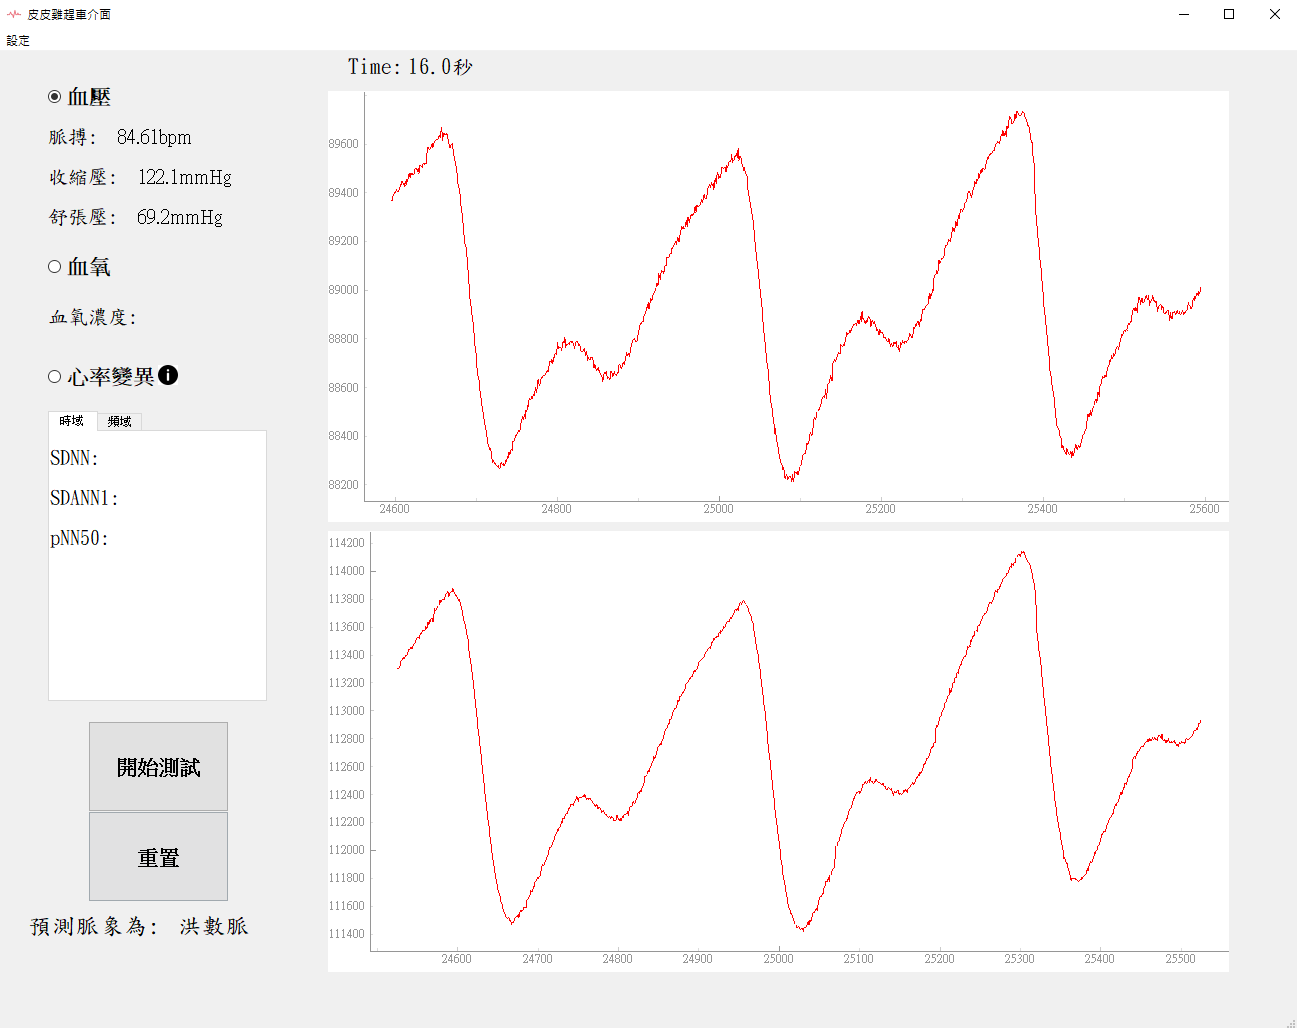 皮皮雞趕車介面
設定
Time: 16.0秒
血壓
脈搏: 84.61bpm
收縮壓: 122.1mmHg
舒張壓: 69.2mmHg
血氧
血氧濃度:
心率變異
時域 頻域
SDNN:
SDANN1:
pNN50:
開始測試
重置
預測脈象為: 洪數脈
89600
89400
89200
89000
88800
88600
88400
88200
24600 24800 25000 25200 25400 25600
114200
114000
113800
113600
113400
113200
113000
112800
112600
112400
112200
112000
111800
111600
111400
24600 24700 24800 24900 25000 25100 25200 25300 25400 25500